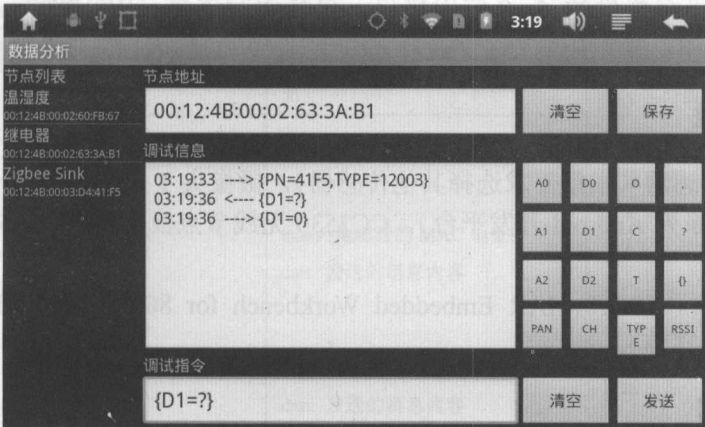 3:19
数据分析
节点列表
温湿度
00:12:4B:00:02:60:FB:67
继电器
00:12:4B:00:02:63:3A:B1
Zigbee Sink
00:12:4B:00:03:D4:41:F5
节点地址
00:12:4B:00:02:63:3A:B1
清空
保存
调试信息
03:19:33 ----> {PN=41F5,TYPE=12003}
03:19:36 <---- {D1=?}
03:19:36 ----> {D1=0}
A0 D0 O .
A1 D1 C ?
A2 D2 T {}
PAN CH TYP
E
RSSI
Embedded Workbench for
调试指令
{D1=?}
清空
发送